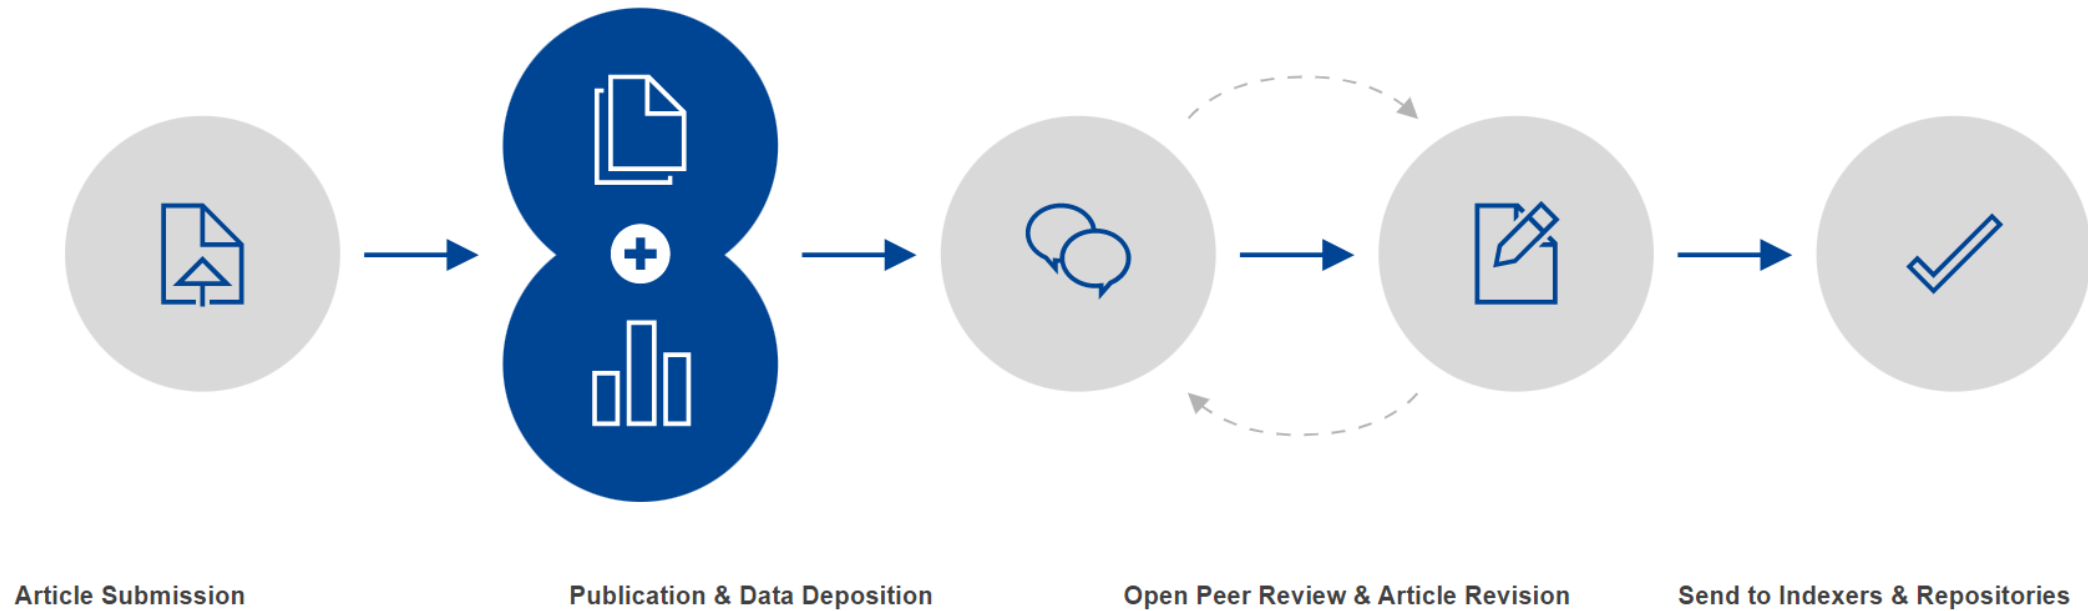 Article Submission
Publication & Data Deposition
Open Peer Review & Article Revision
Send to Indexers & Repositories